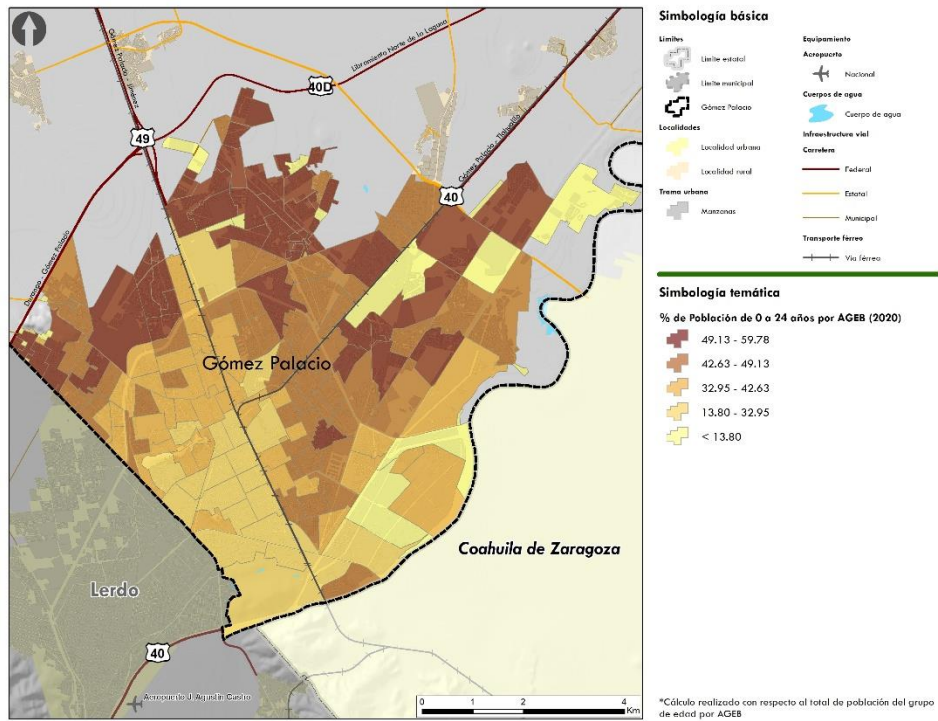 Simbología básica
Límites
Límite estatal
Límite municipal
Gómez Palacio
Localidades
Localidad urbana
Localidad rural
Trama urbana
Manzanas
Equipamiento
Aeropuerto
Nacional
Cuerpos de agua
Cuerpo de agua
Infraestructura vial
Carretera
Federal
Estatal
Municipal
Transporte férreo
Vía férrea
Simbología temática
% de Población de 0 a 24 años por AGEB (2020)
49.13 - 59.78
42.63 - 49.13
32.95 - 42.63
13.80 - 32.95
< 13.80
*Cálculo realizado con respecto al total de población del grupo
de edad por AGEB
Gómez Palacio - Jiménez
Libramiento Norte de la Laguna
40D
49
Gómez Palacio - Tlahualilo
40
Durango - Gómez Palacio
Gómez Palacio
Coahuila de Zaragoza
Lerdo
40
Aeropuerto J. Agustín Castro
0 1 2 4
Km